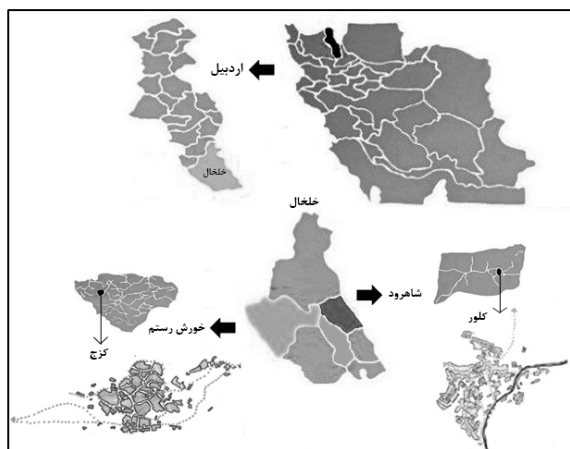 اردبیل
خلخال
خلخال
شاهرود
خورش رستم
کلور
کزج